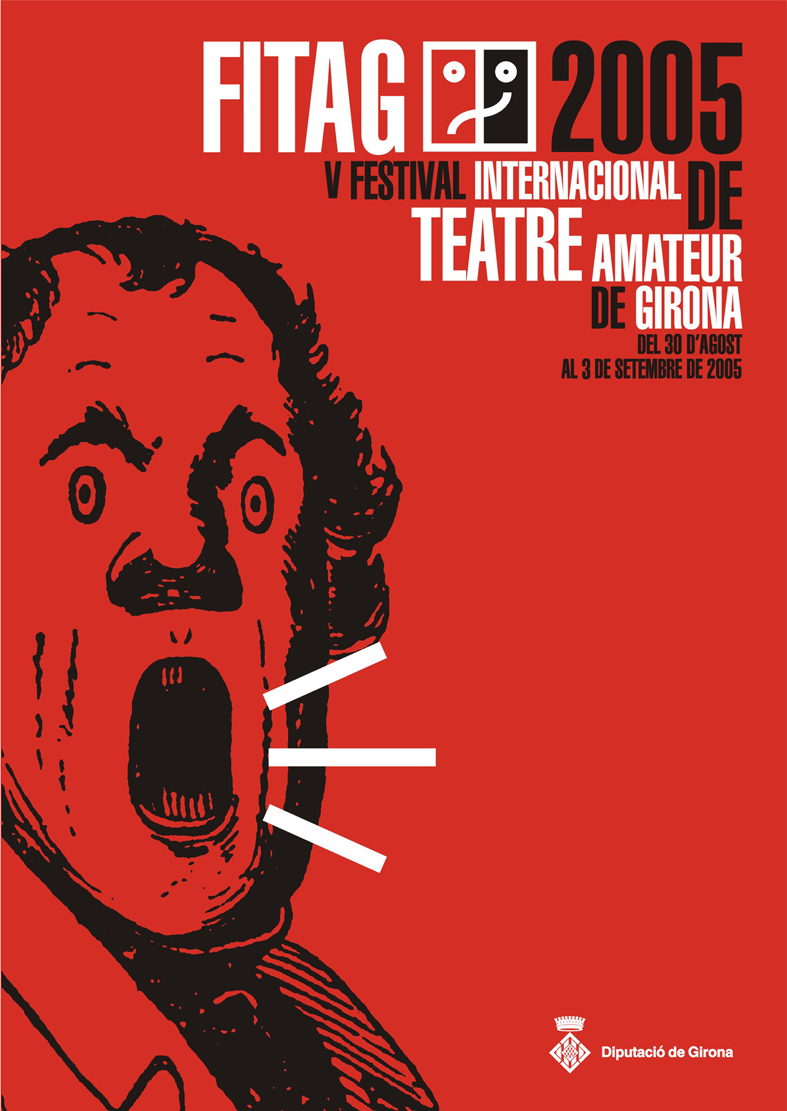 FITAG 2005
V FESTIVAL INTERNACIONAL DE
TEATRE AMATEUR
DE GIRONA
DEL 30 D'AGOST
AL 3 DE SETEMBRE DE 2005
Diputació de Girona